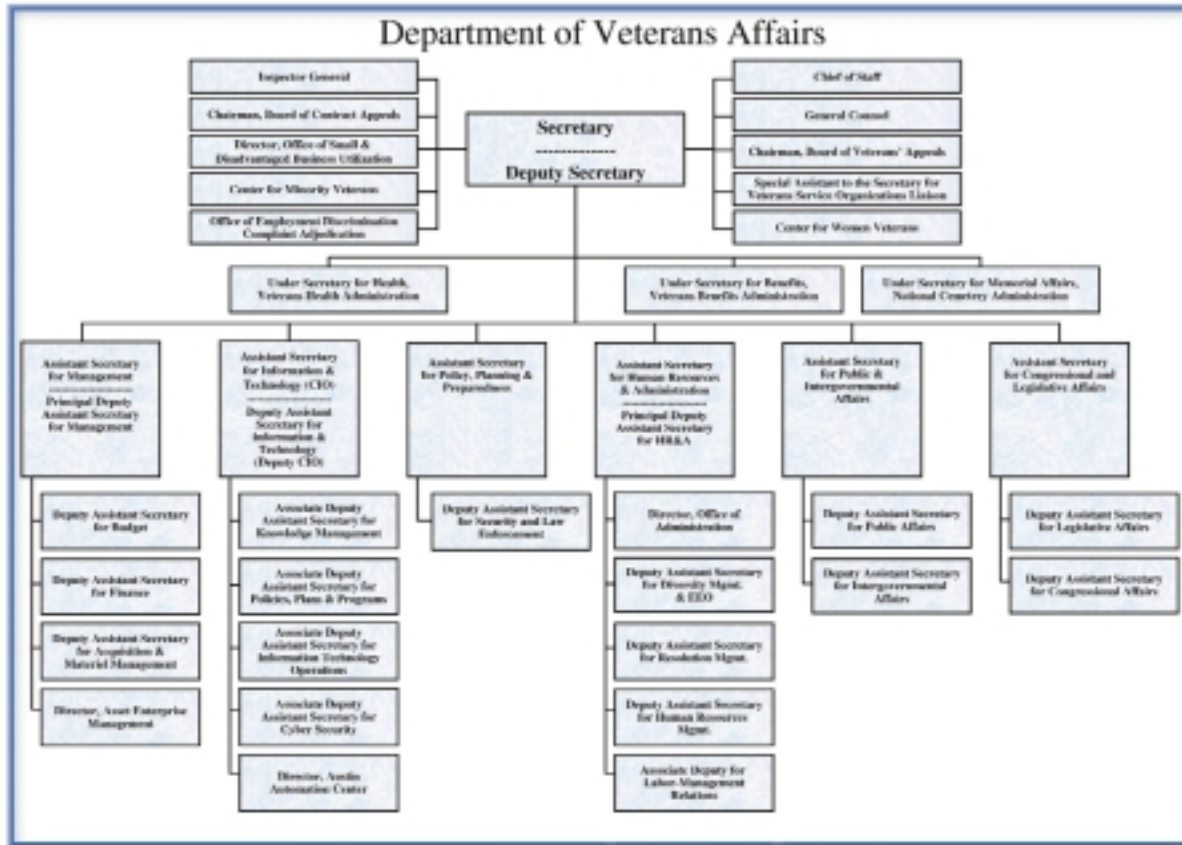 Department of Veterans Affairs
Inspector General
Chairman, Board of Contract Appeals
Director, Office of Small &
Disadvantaged Business Utilization
Center for Minority Veterans
Office of Employment Discrimination
Complaint Adjudication
Secretary
-------------
Deputy Secretary
Chief of Staff
General Counsel
Chairman, Board of Veterans' Appeals
Special Assistant to the Secretary for
Veterans Service Organizations Liaison
Center for Women Veterans
Under Secretary for Health,
Veterans Health Administration
Under Secretary for Benefits,
Veterans Benefits Administration
Under Secretary for Memorial Affairs,
National Cemetery Administration
Assistant Secretary
for Management
---------------
Principal Deputy
Assistant Secretary
for Management
Assistant Secretary
for Information &
Technology (CIO)
---------------
Deputy Assistant
Secretary for
Information &
Technology
(Deputy CIO)
Assistant Secretary
for Policy, Planning &
Preparedness
Assistant Secretary
for Human Resources
& Administration
---------------
Principal Deputy
Assistant Secretary
for HR&A
Assistant Secretary
for Public &
Intergovernmental
Affairs
Assistant Secretary
for Congressional and
Legislative Affairs
Deputy Assistant Secretary
for Budget
Deputy Assistant Secretary
for Finance
Deputy Assistant Secretary
for Acquisition &
Materiel Management
Director, Asset Enterprise
Management
Associate Deputy
Assistant Secretary for
Knowledge Management
Associate Deputy
Assistant Secretary for
Policies, Plans & Programs
Associate Deputy
Assistant Secretary for
Information Technology
Operations
Associate Deputy
Assistant Secretary for
Cyber Security
Director, Austin
Automation Center
Deputy Assistant Secretary
for Security and Law
Enforcement
Director, Office of
Administration
Deputy Assistant Secretary
for Diversity Mgmt.
& EEO
Deputy Assistant Secretary
for Resolution Mgmt.
Deputy Assistant Secretary
for Human Resources
Mgmt.
Associate Deputy for
Labor-Management
Relations
Deputy Assistant Secretary
for Public Affairs
Deputy Assistant Secretary
for Intergovernmental
Affairs
Deputy Assistant Secretary
for Legislative Affairs
Deputy Assistant Secretary
for Congressional Affairs